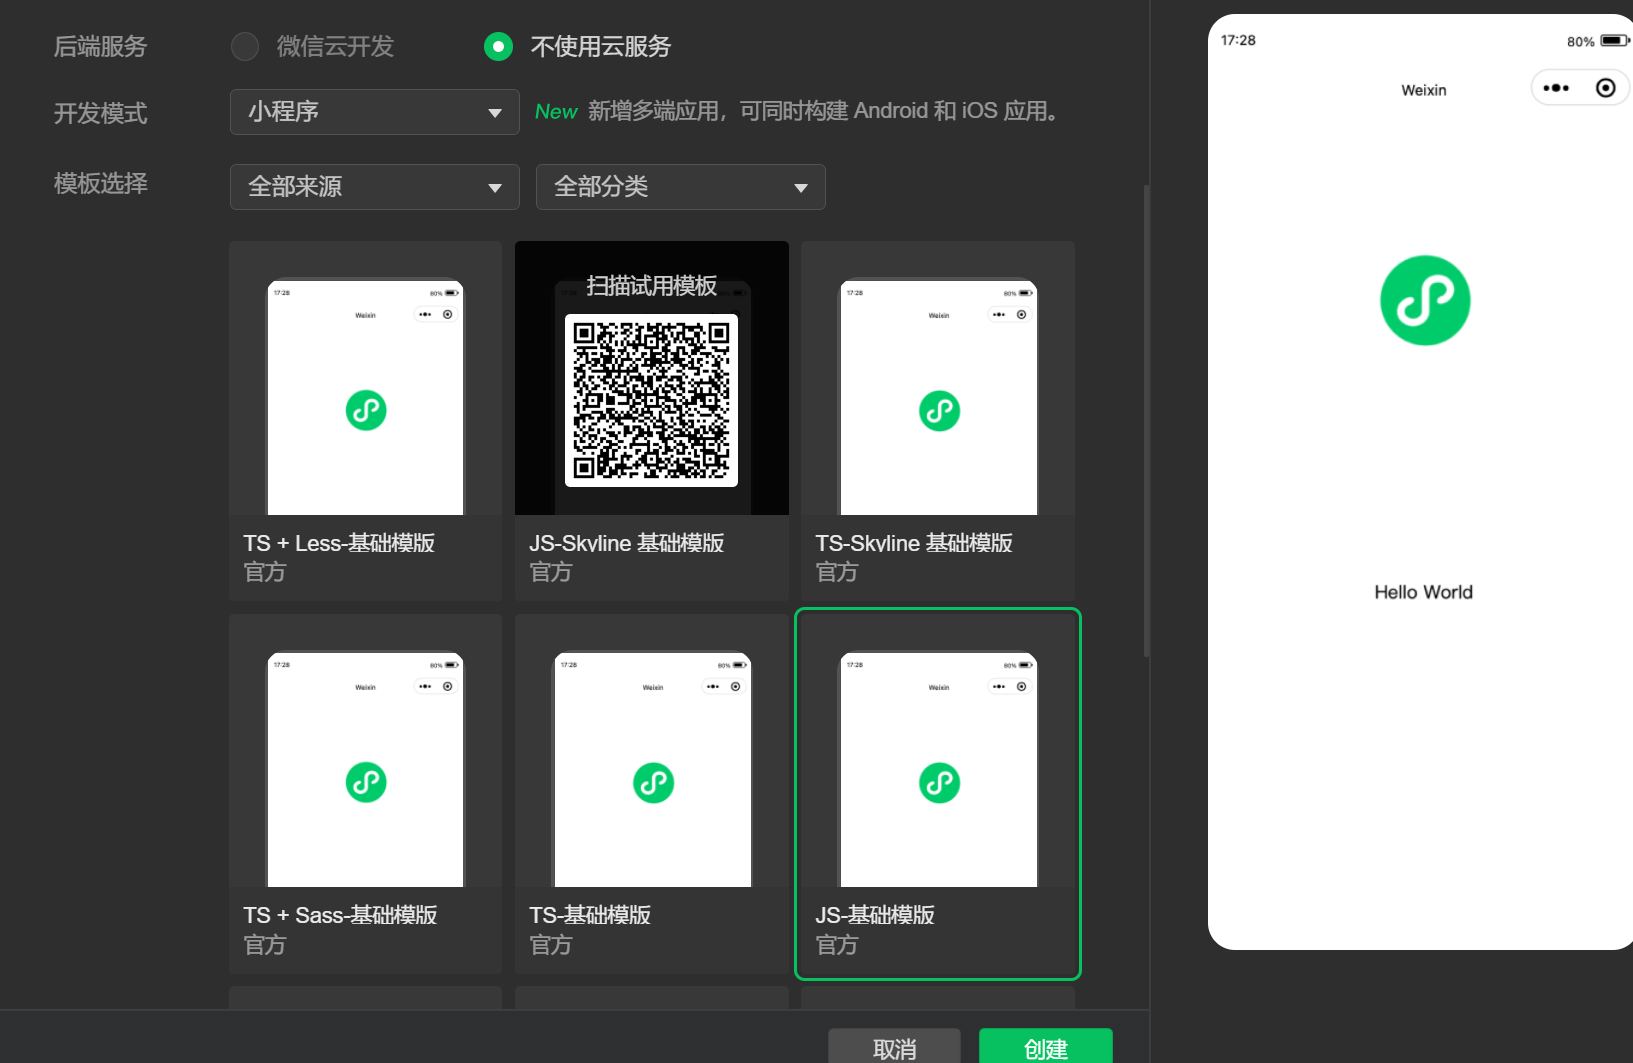 后端服务 微信云开发 不使用云服务
开发模式 小程序 New 新增多端应用，可同时构建 Android 和 iOS 应用。
模板选择 全部来源 全部分类
17:28 80%
Weixin
扫描试用模板
17:28 80%
Weixin
TS + Less-基础模版
官方
JS-Skyline 基础模版
官方
TS-Skyline 基础模版
官方
17:28 80%
Weixin
17:28 80%
Weixin
17:28 80%
Weixin
TS + Sass-基础模版
官方
TS-基础模版
官方
JS-基础模版
官方
取消 创建
17:28 80%
Weixin
Hello World